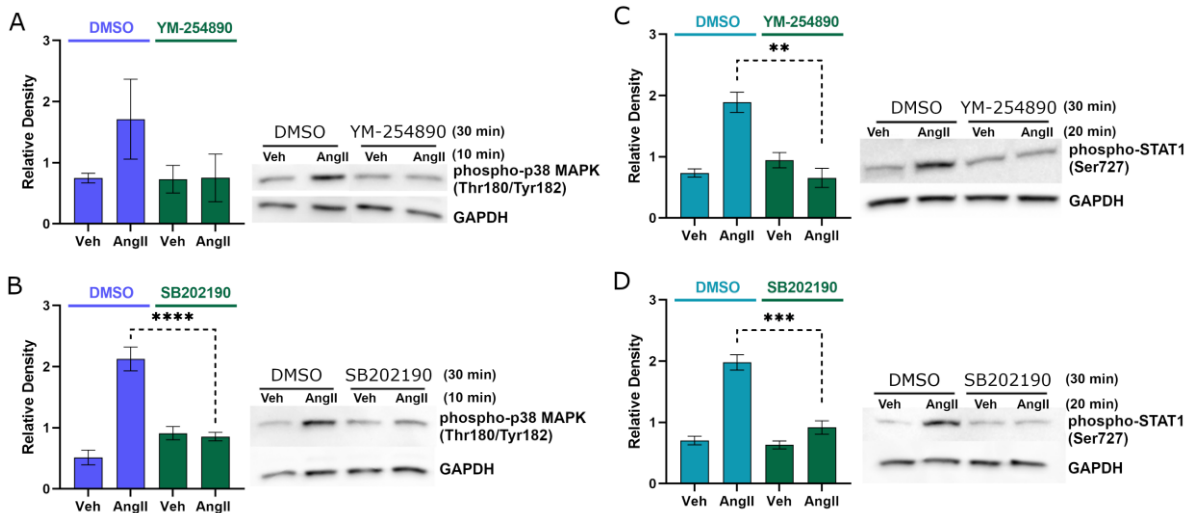 A
DMSO YM-254890
3
2
1
0
Relative Density
Veh AngII Veh AngII
DMSO YM-254890 (30 min)
Veh AngII Veh AngII (10 min)
phospho-p38 MAPK
(Thr180/Tyr182)
GAPDH
B
DMSO SB202190
****
3
2
1
0
Relative Density
Veh AngII Veh AngII
DMSO SB202190 (30 min)
Veh AngII Veh AngII (10 min)
phospho-p38 MAPK
(Thr180/Tyr182)
GAPDH
C
DMSO YM-254890
**
3
2
1
0
Relative Density
Veh AngII Veh AngII
DMSO YM-254890 (30 min)
Veh AngII Veh AngII (20 min)
phospho-STAT1
(Ser727)
GAPDH
D
DMSO SB202190
***
3
2
1
0
Relative Density
Veh AngII Veh AngII
DMSO SB202190 (30 min)
Veh AngII Veh AngII (20 min)
phospho-STAT1
(Ser727)
GAPDH